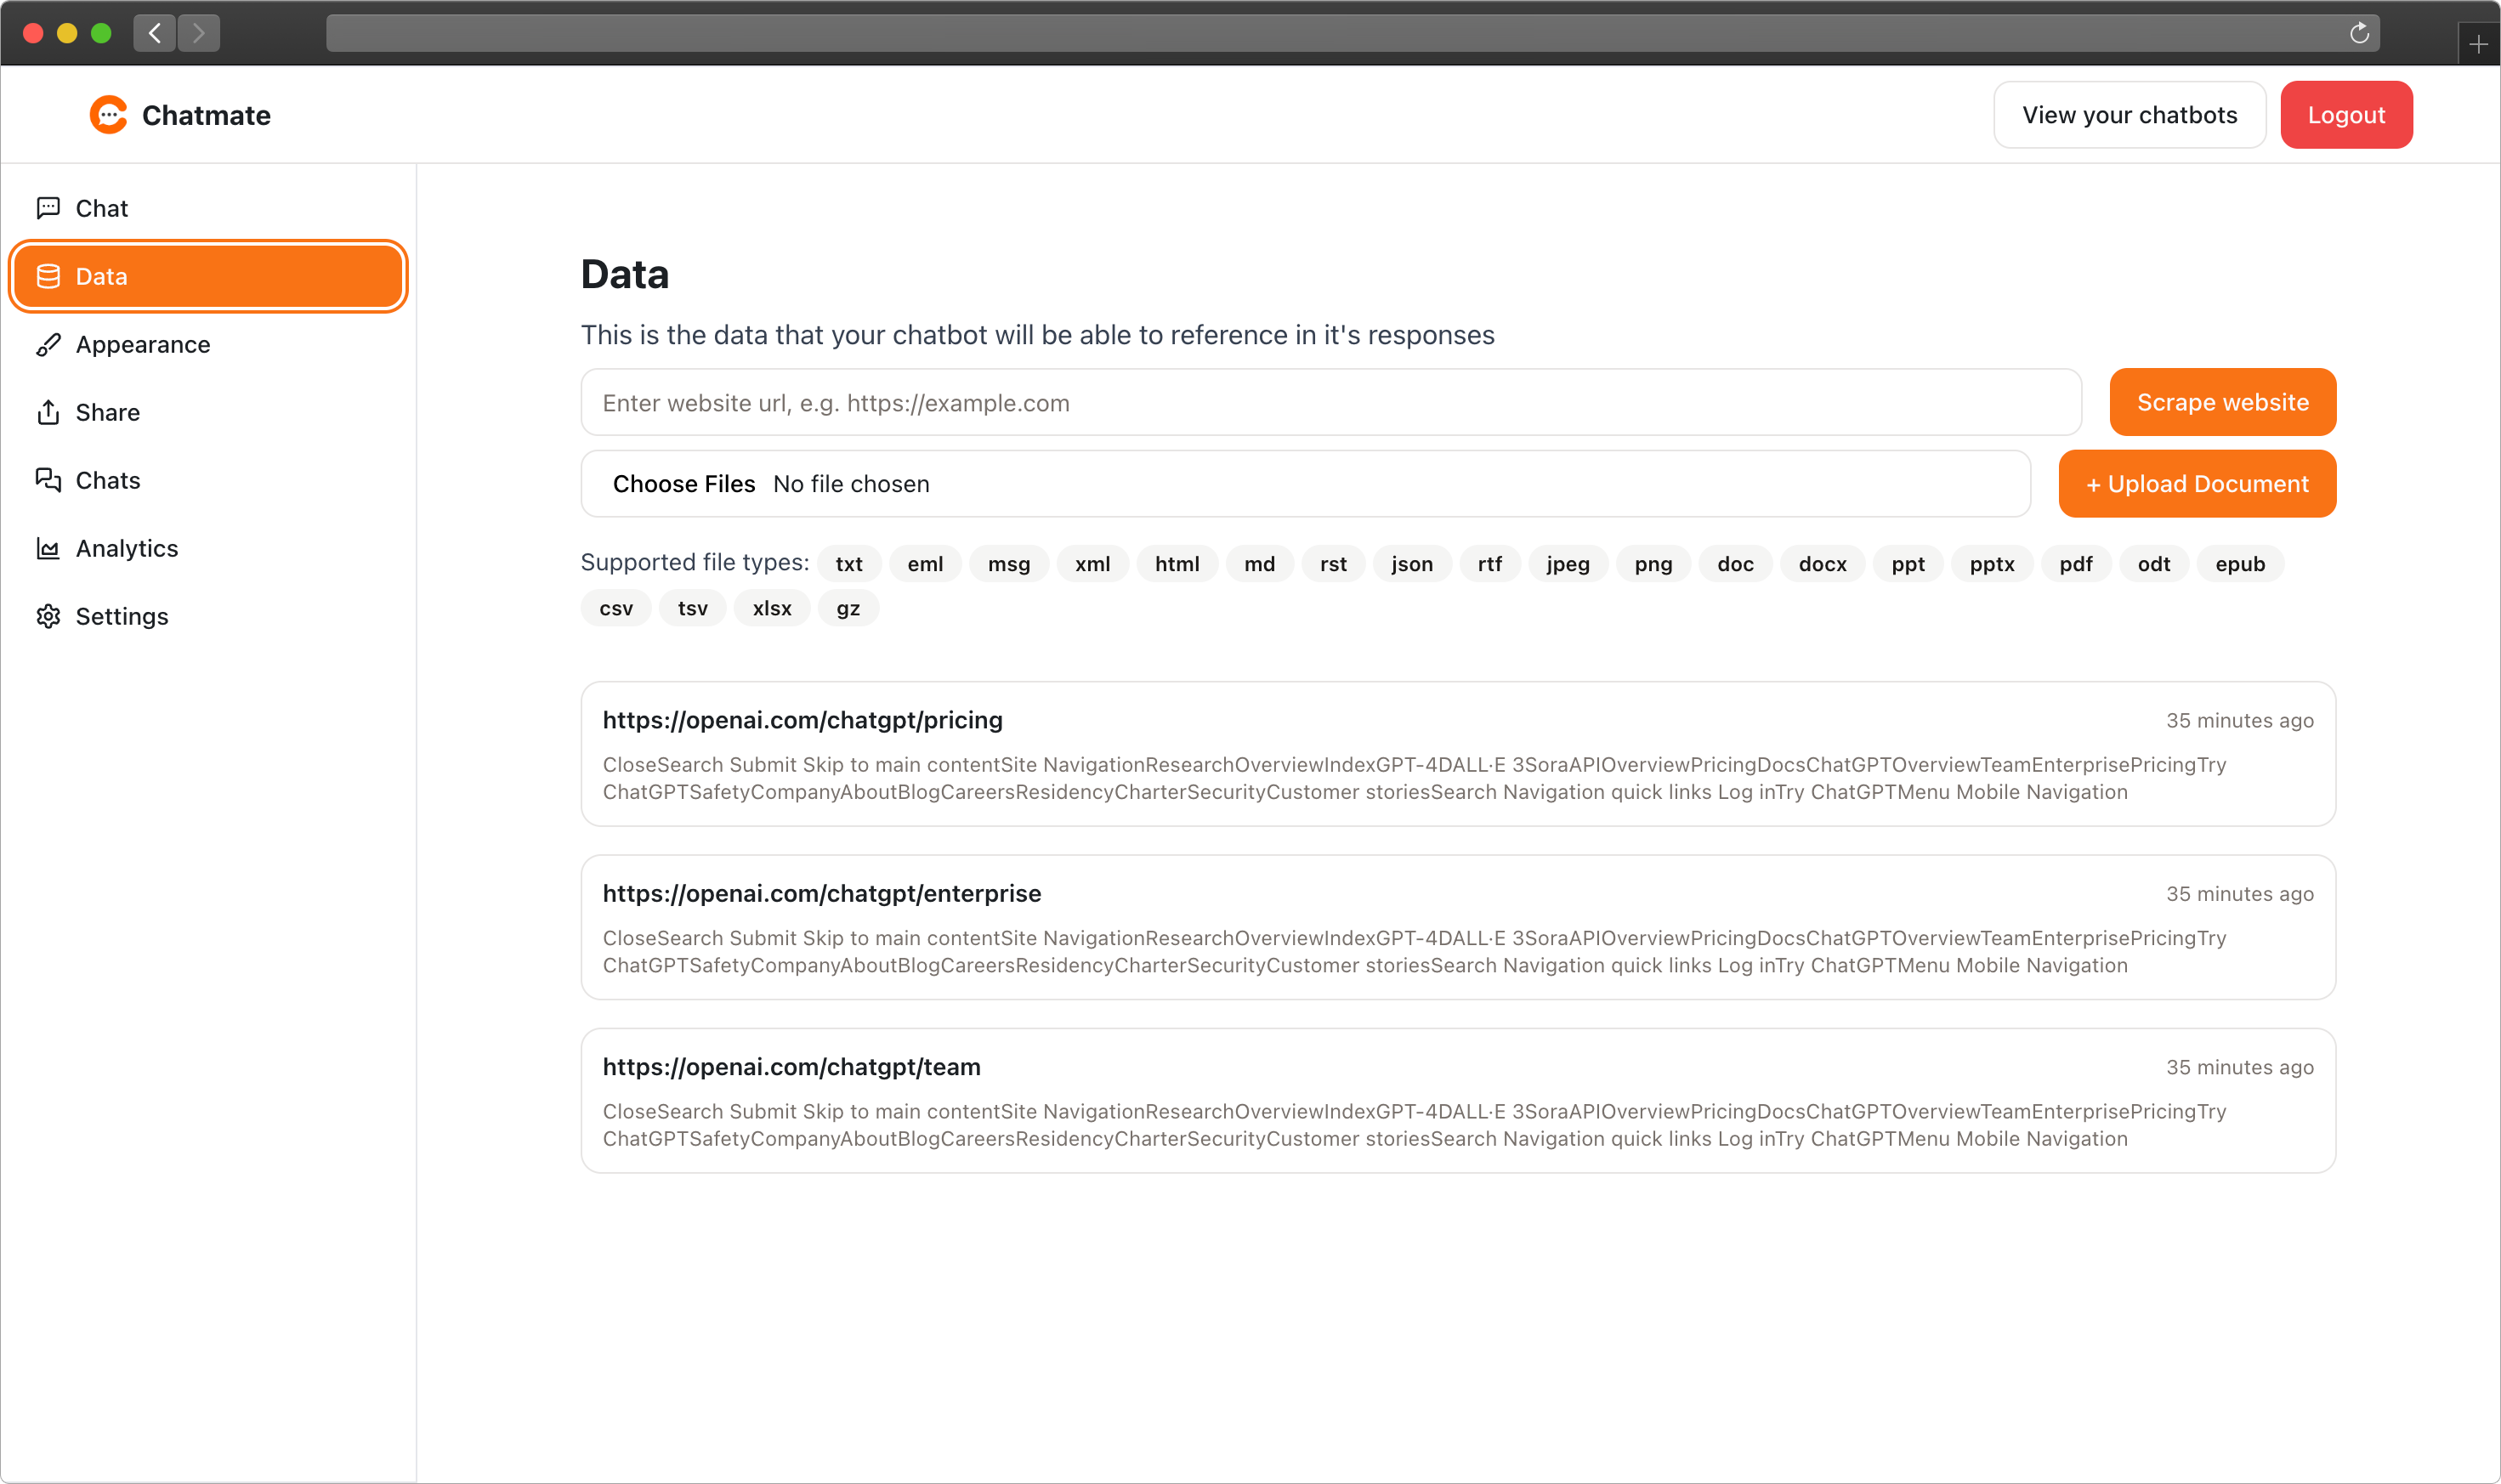 Chatmate
View your chatbots
Logout
Chat
Data
Appearance
Share
Chats
Analytics
Settings
Data
This is the data that your chatbot will be able to reference in it's responses
Enter website url, e.g. https://example.com
Scrape website
Choose Files No file chosen
+ Upload Document
Supported file types: txt eml msg xml html md rst json rtf jpeg png doc docx ppt pptx pdf odt epub
csv tsv xlsx gz
https://openai.com/chatgpt/pricing
35 minutes ago
CloseSearch Submit Skip to main contentSite NavigationResearchOverviewIndexGPT-4DALL·E 3SoraAPIOverviewPricingDocsChatGPTOverviewTeamEnterprisePricingTry
ChatGPTSafetyCompanyAboutBlogCareersResidencyCharterSecurityCustomer storiesSearch Navigation quick links Log inTry ChatGPTMenu Mobile Navigation
https://openai.com/chatgpt/enterprise
35 minutes ago
CloseSearch Submit Skip to main contentSite NavigationResearchOverviewIndexGPT-4DALL·E 3SoraAPIOverviewPricingDocsChatGPTOverviewTeamEnterprisePricingTry
ChatGPTSafetyCompanyAboutBlogCareersResidencyCharterSecurityCustomer storiesSearch Navigation quick links Log inTry ChatGPTMenu Mobile Navigation
https://openai.com/chatgpt/team
35 minutes ago
CloseSearch Submit Skip to main contentSite NavigationResearchOverviewIndexGPT-4DALL·E 3SoraAPIOverviewPricingDocsChatGPTOverviewTeamEnterprisePricingTry
ChatGPTSafetyCompanyAboutBlogCareersResidencyCharterSecurityCustomer storiesSearch Navigation quick links Log inTry ChatGPTMenu Mobile Navigation